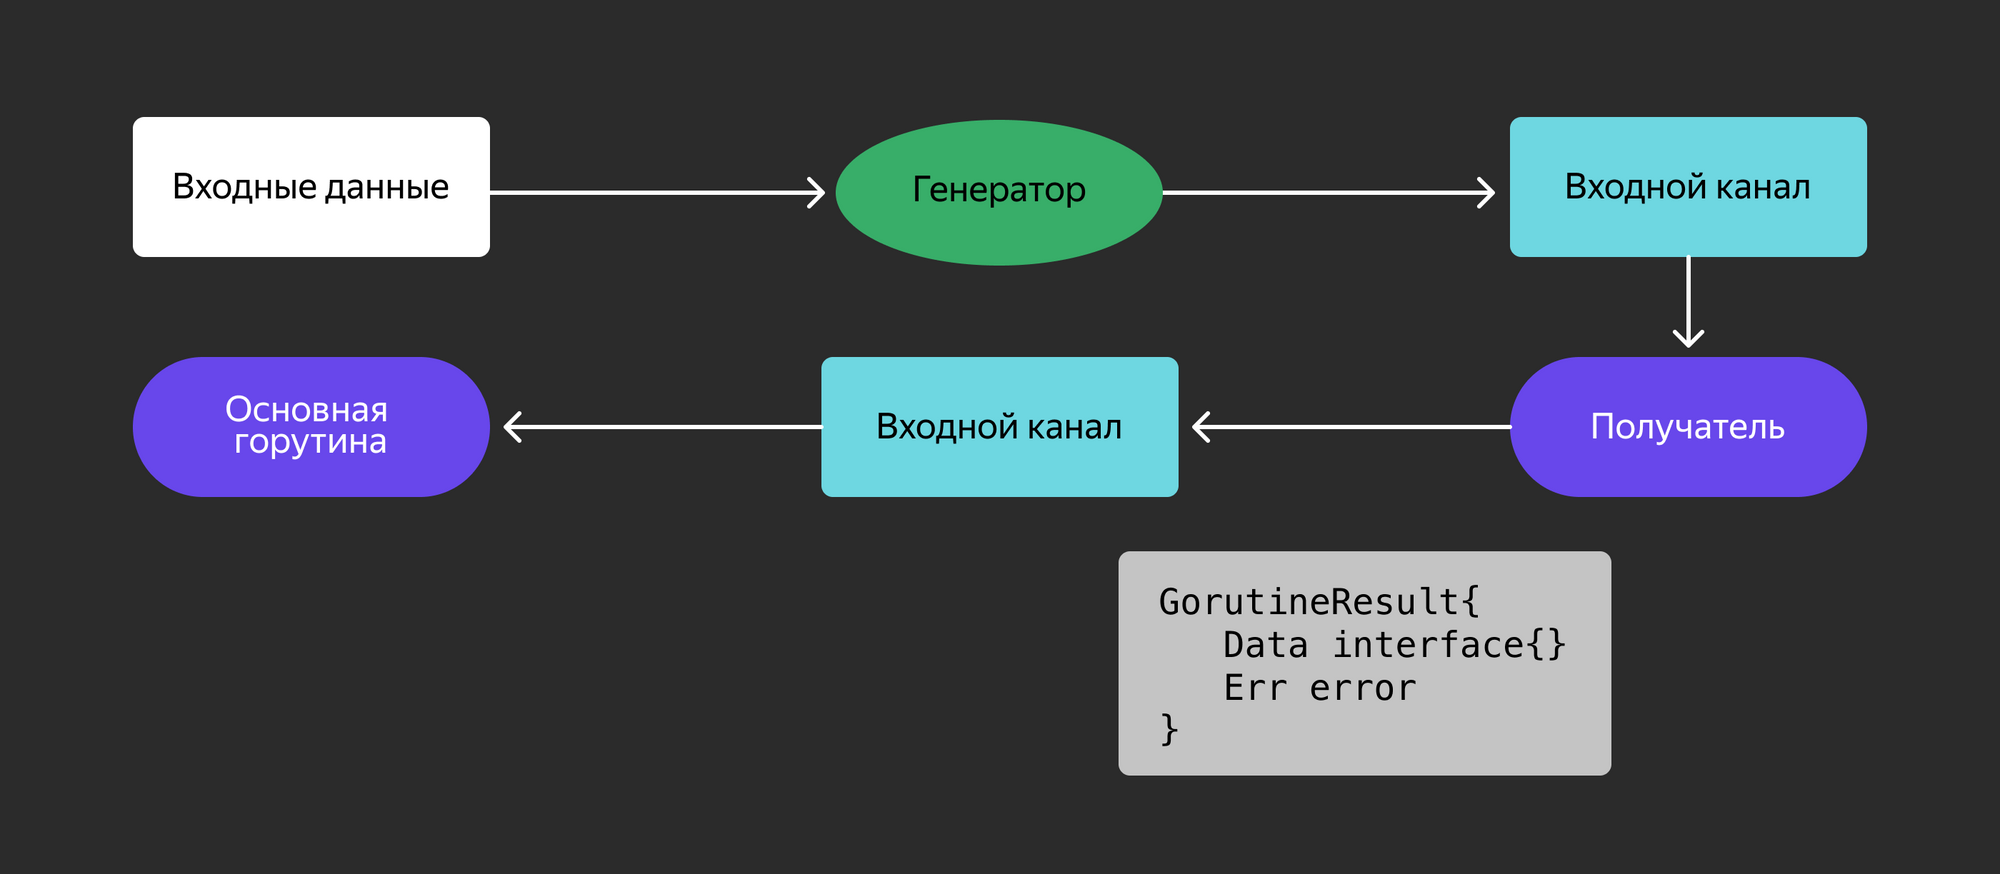 Входные данные
Генератор
Входной канал
Основная
горутина
Входной канал
Получатель
GorutineResult{
Data interface{}
Err error
}